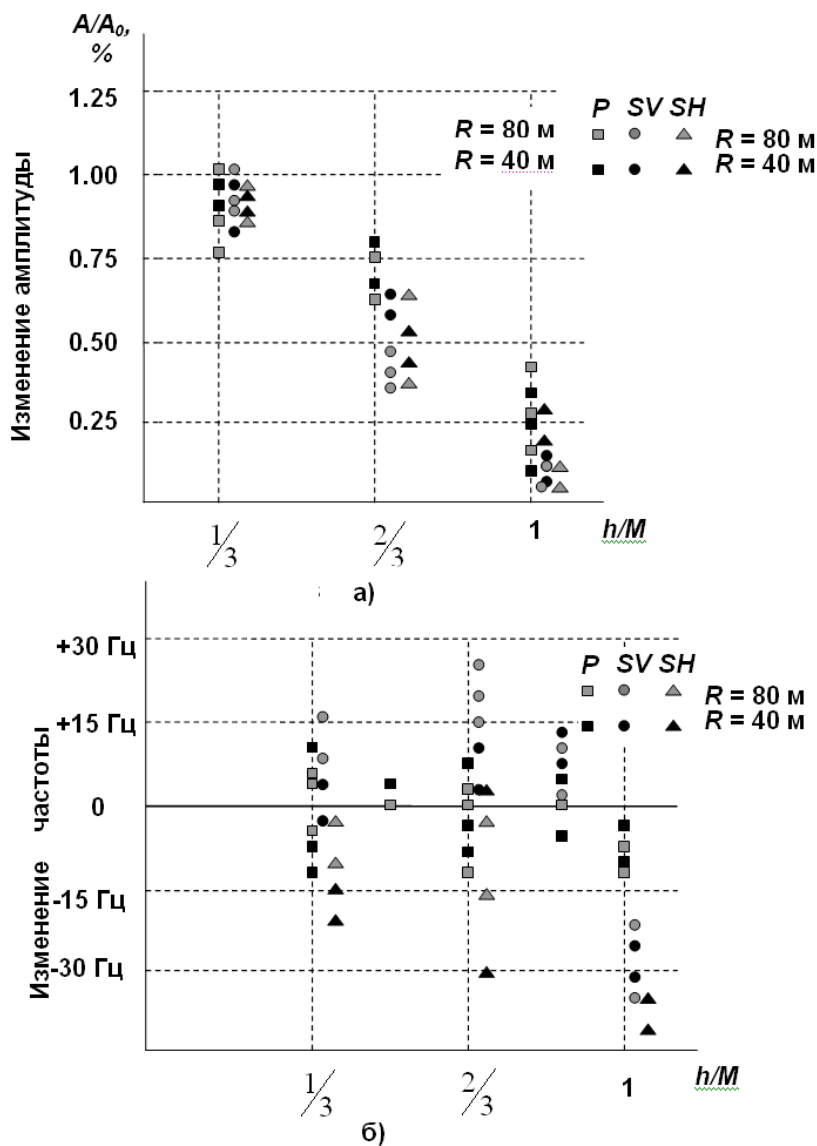 A/A₀,
%
1.25
1.00
0.75
0.50
0.25
Изменение амплитуды
P SV SH
R = 80 м
R = 40 м
R = 80 м
R = 40 м
1/3
2/3
1
h/M
а)
+30 Гц
+15 Гц
0
-15 Гц
-30 Гц
Изменение частоты
P SV SH
R = 80 м
R = 40 м
1/3
2/3
1
h/M
б)